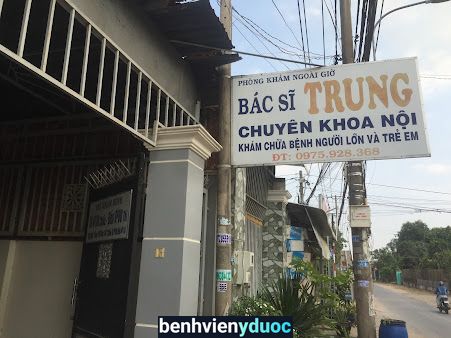 PHÒNG KHÁM NGOÀI GIỜ
BÁC SĨ TRUNG
CHUYÊN KHOA NỘI
KHÁM CHỮA BỆNH NGƯỜI LỚN VÀ TRẺ EM
ĐT: 0975.928.368
benhvienyduoc